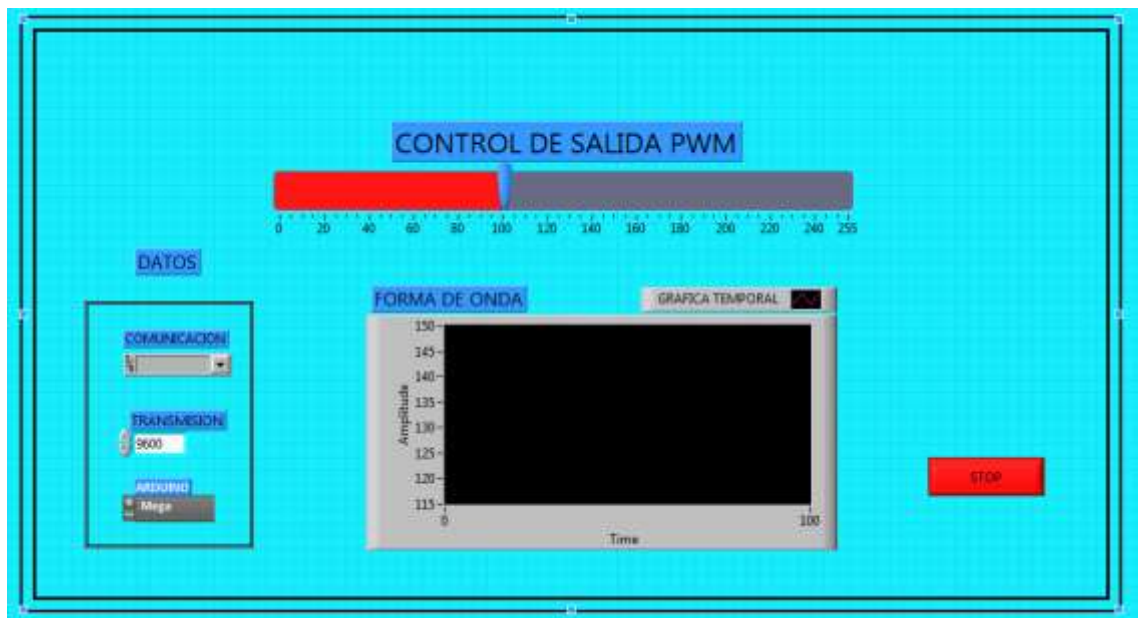 CONTROL DE SALIDA PWM
0 20 40 60 80 100 120 140 160 180 200 220 240 255
DATOS
COMUNICACION
TRANSMISION
9600
ARDUINO
Mega
FORMA DE ONDA
GRAFICA TEMPORAL
150
145
140
135
130
125
120
115
Amplitude
0 100
Time
STOP